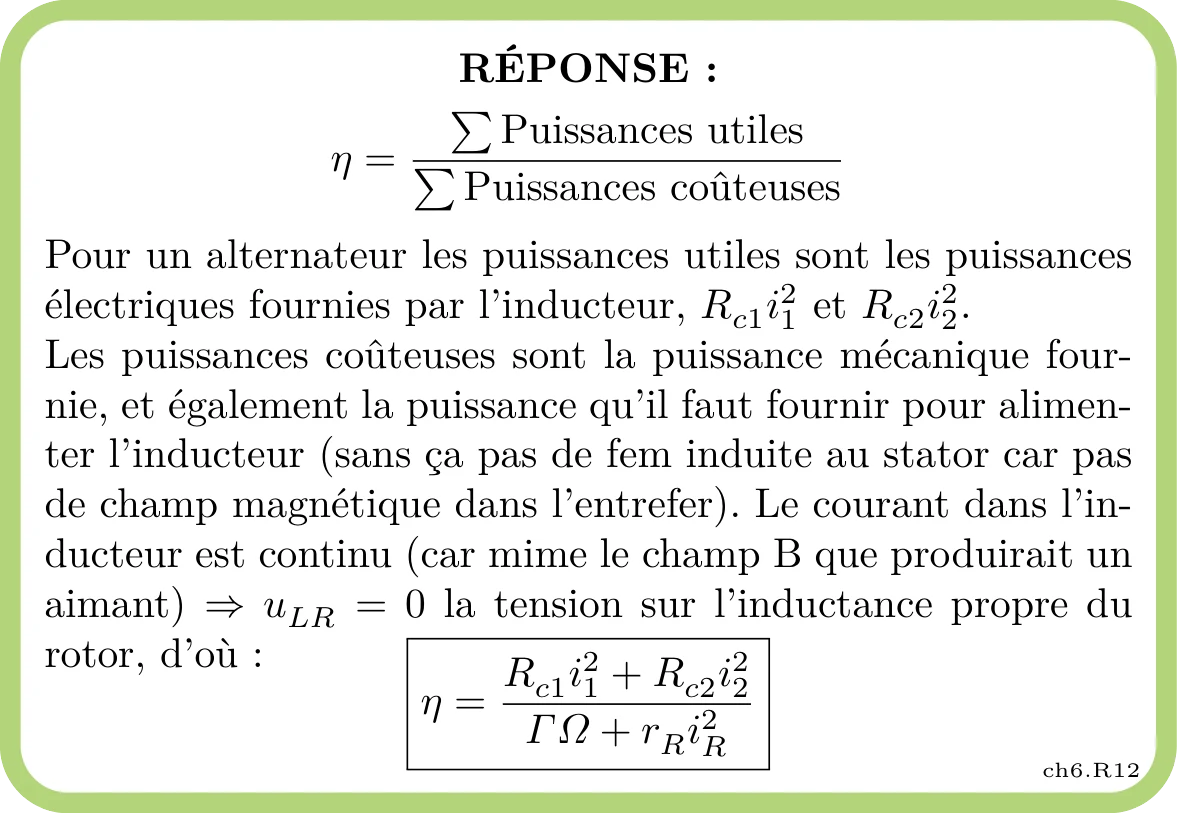 RÉPONSE :
η = ∑ Puissances utiles / ∑ Puissances coûteuses
Pour un alternateur les puissances utiles sont les puissances
électriques fournies par l'inducteur, R_{c1}i_1^2 et R_{c2}i_2^2.
Les puissances coûteuses sont la puissance mécanique four-
nie, et également la puissance qu'il faut fournir pour alimen-
ter l'inducteur (sans ça pas de fem induite au stator car pas
de champ magnétique dans l'entrefer). Le courant dans l'in-
ducteur est continu (car mime le champ B que produirait un
aimant) ⇒ u_{LR} = 0 la tension sur l'inductance propre du
rotor, d'où :
η = (R_{c1}i_1^2 + R_{c2}i_2^2) / (ΓΩ + r_R i_R^2)
ch6.R12